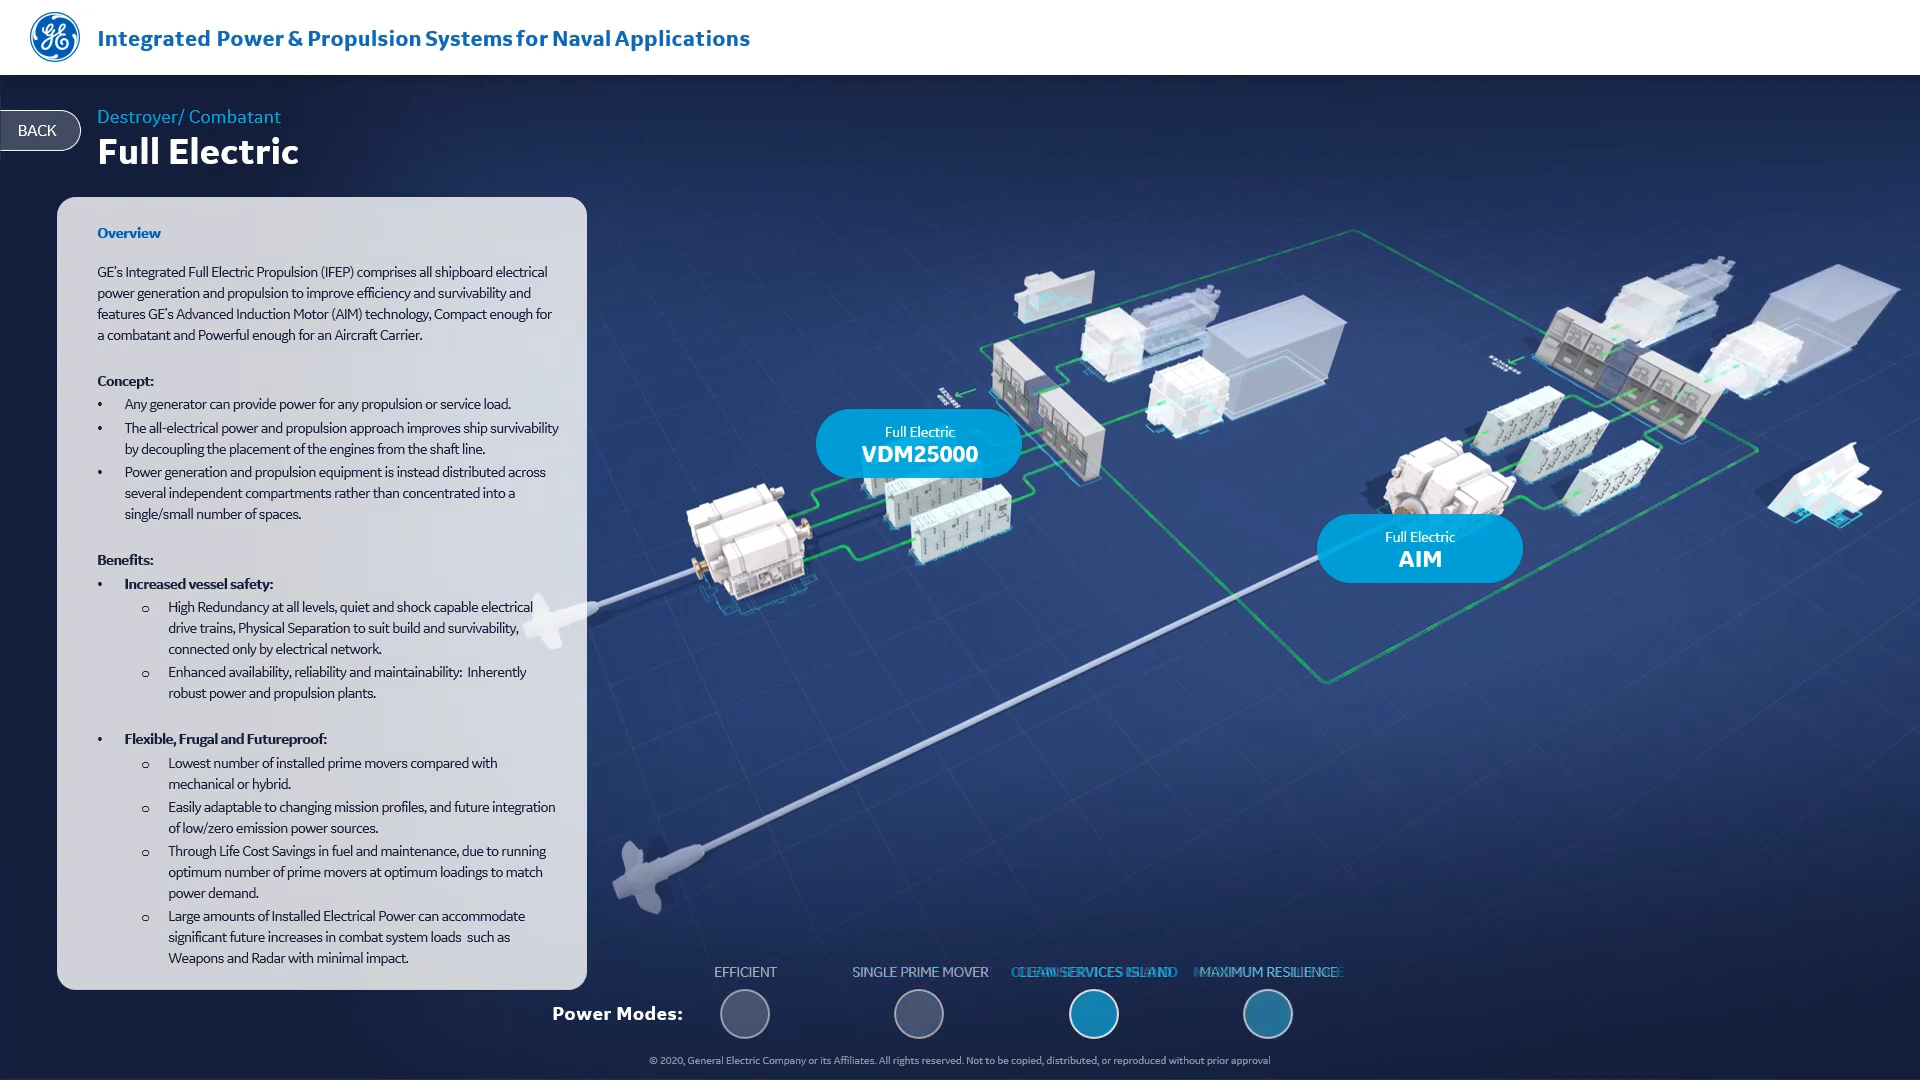 GE
Integrated Power & Propulsion Systems for Naval Applications
BACK
Destroyer/ Combatant
Full Electric
Overview
GE's Integrated Full Electric Propulsion (IFEP) comprises all shipboard electrical
power generation and propulsion to improve efficiency and survivability and
features GE's Advanced Induction Motor (AIM) technology, Compact enough for
a combatant and Powerful enough for an Aircraft Carrier.
Concept:
• Any generator can provide power for any propulsion or service load.
• The all-electrical power and propulsion approach improves ship survivability
by decoupling the placement of the engines from the shaft line.
• Power generation and propulsion equipment is instead distributed across
several independent compartments rather than concentrated into a
single/small number of spaces.
Benefits:
• Increased vessel safety:
o High Redundancy at all levels, quiet and shock capable electrical
drive trains, Physical Separation to suit build and survivability,
connected only by electrical network.
o Enhanced availability, reliability and maintainability: Inherently
robust power and propulsion plants.
• Flexible, Frugal and Futureproof:
o Lowest number of installed prime movers compared with
mechanical or hybrid.
o Easily adaptable to changing mission profiles, and future integration
of low/zero emission power sources.
o Through Life Cost Savings in fuel and maintenance, due to running
optimum number of prime movers at optimum loadings to match
power demand.
o Large amounts of Installed Electrical Power can accommodate
significant future increases in combat system loads such as
Weapons and Radar with minimal impact.
SHIP
SERVICES
Full Electric
VDM25000
SHIP
SERVICES
Full Electric
AIM
EFFICIENT
SINGLE PRIME MOVER
CLEAN SERVICES ISLAND
MAXIMUM RESILIENCE
Power Modes:
© 2020, General Electric Company or its Affiliates. All rights reserved. Not to be copied, distributed, or reproduced without prior approval